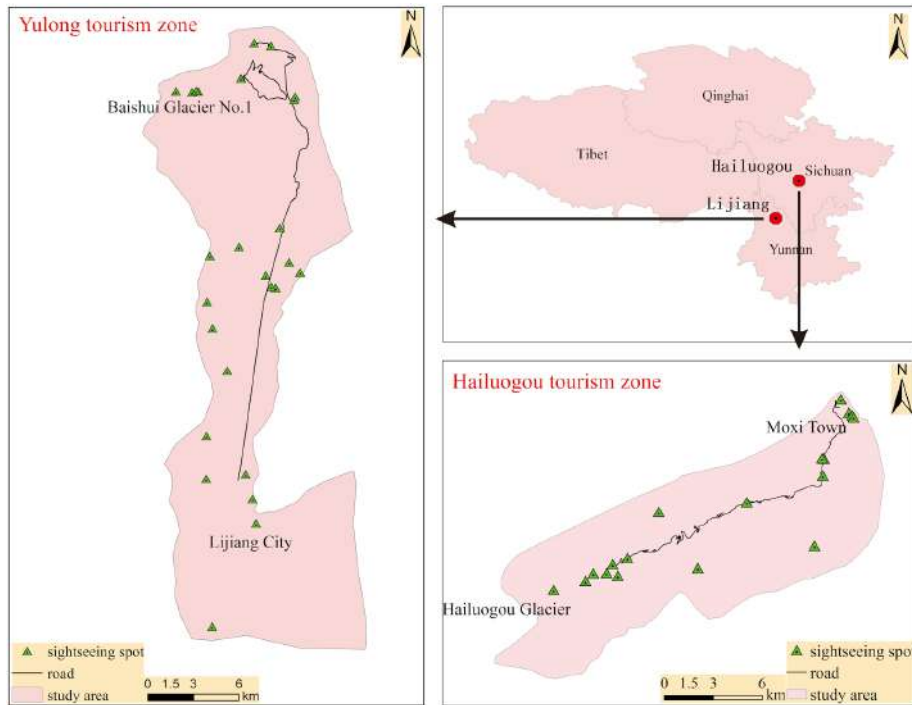 Yulong tourism zone
N
Baishui Glacier No.1
Lijiang City
sightseeing spot
road
study area
0 1.5 3 6
km
N
Qinghai
Tibet
Hailuogou
Sichuan
Lijiang
Yunnan
Hailuogou tourism zone
N
Moxi Town
Hailuogou Glacier
sightseeing spot
road
study area
0 1.5 3 6
km